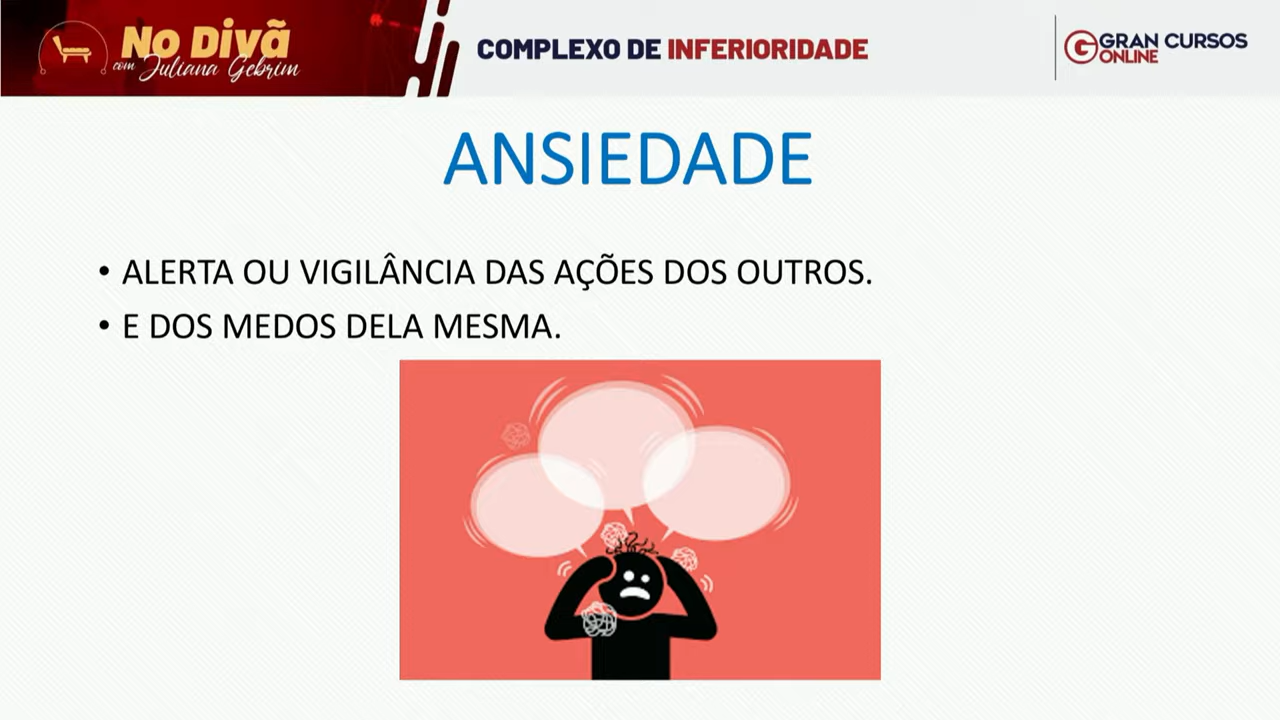 No Divã
com Juliana Gebrim
COMPLEXO DE INFERIORIDADE
GRAN CURSOS
ONLINE
ANSIEDADE
• ALERTA OU VIGILÂNCIA DAS AÇÕES DOS OUTROS.
• E DOS MEDOS DELA MESMA.